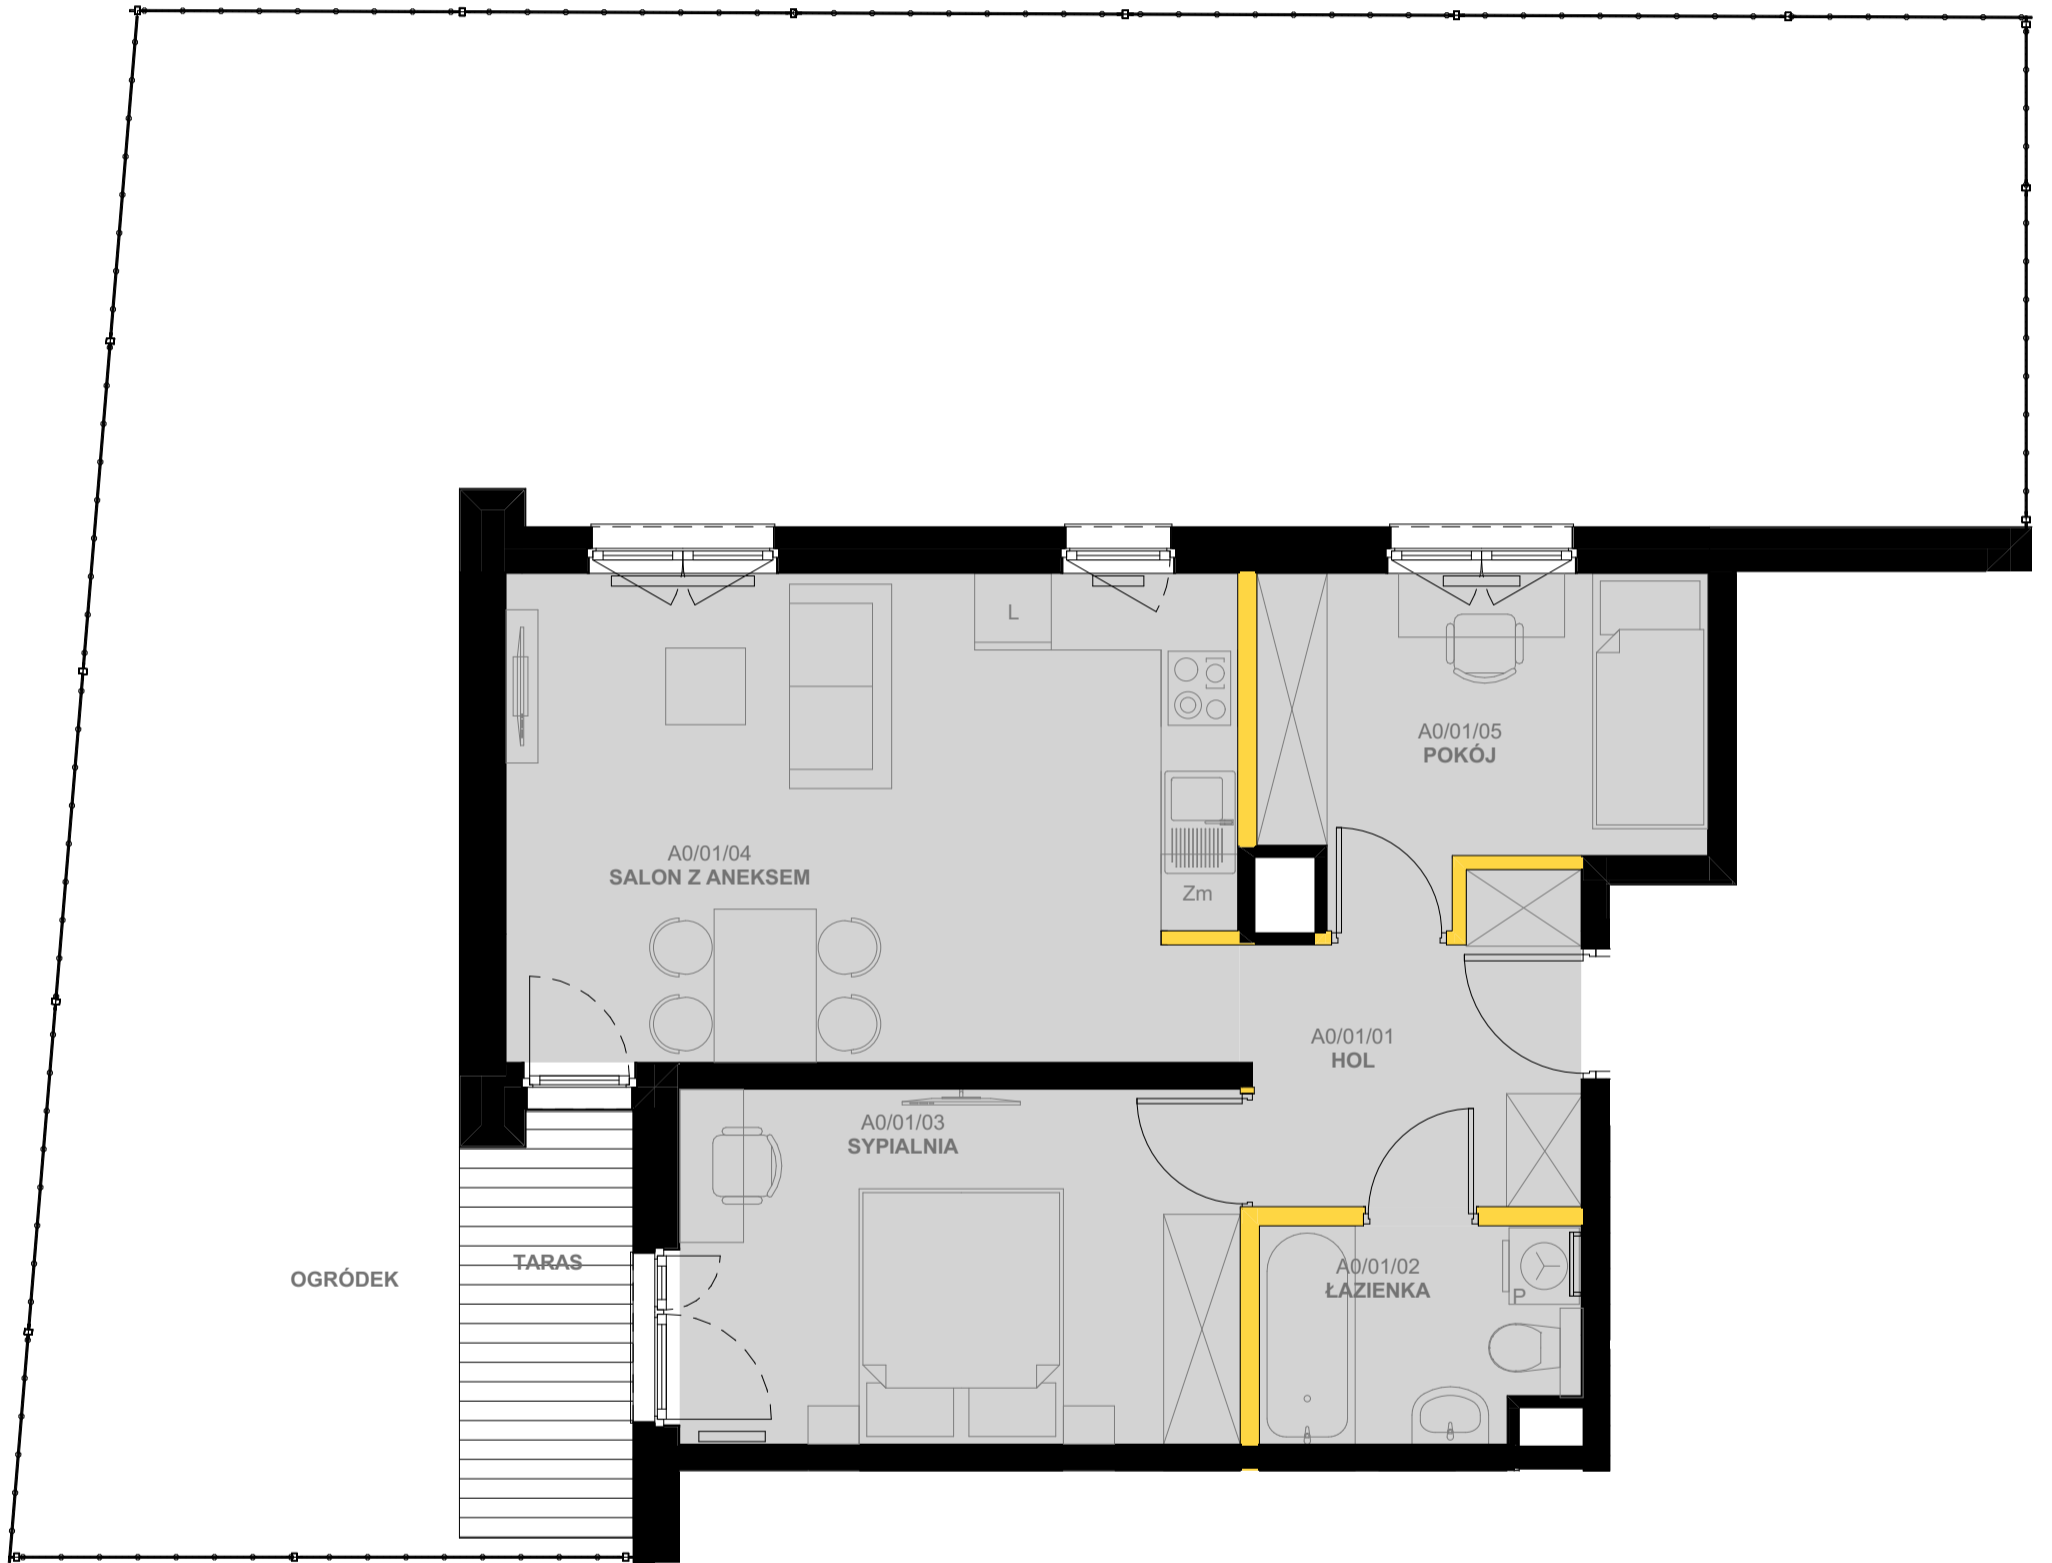 L
A0/01/05
POKÓJ
A0/01/04
SALON Z ANEKSEM
Zm
A0/01/01
HOL
A0/01/03
SYPIALNIA
TARAS
OGRÓDEK
A0/01/02
ŁAZIENKA
P